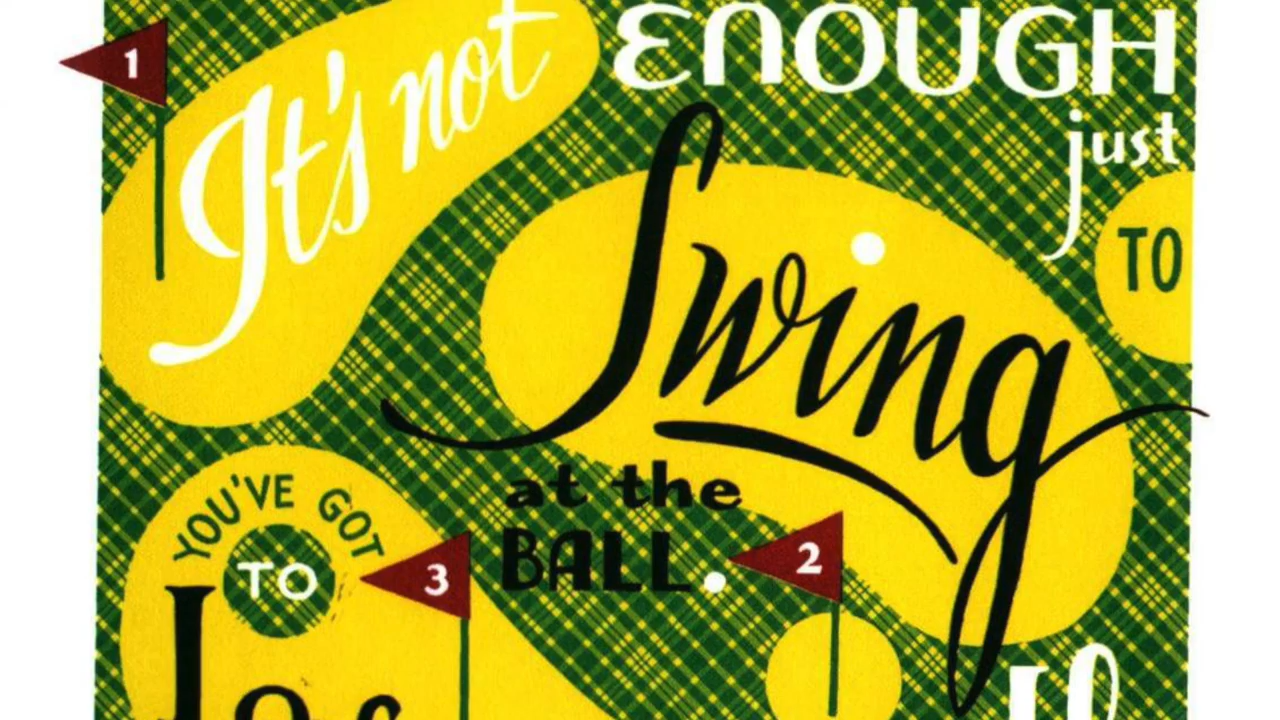 1
It's not
ENOUGH
just
TO
Swing
at the
BALL.
2
YOU'VE GOT
TO
3